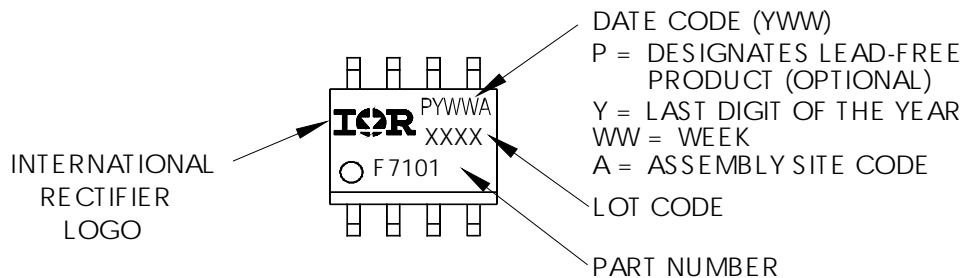 DATE CODE (YWW)
P = DESIGNATES LEAD-FREE
PRODUCT (OPTIONAL)
Y = LAST DIGIT OF THE YEAR
WW = WEEK
A = ASSEMBLY SITE CODE
LOT CODE
PART NUMBER
INTERNATIONAL
RECTIFIER
LOGO
IOR
PYWWA
XXXX
F7101